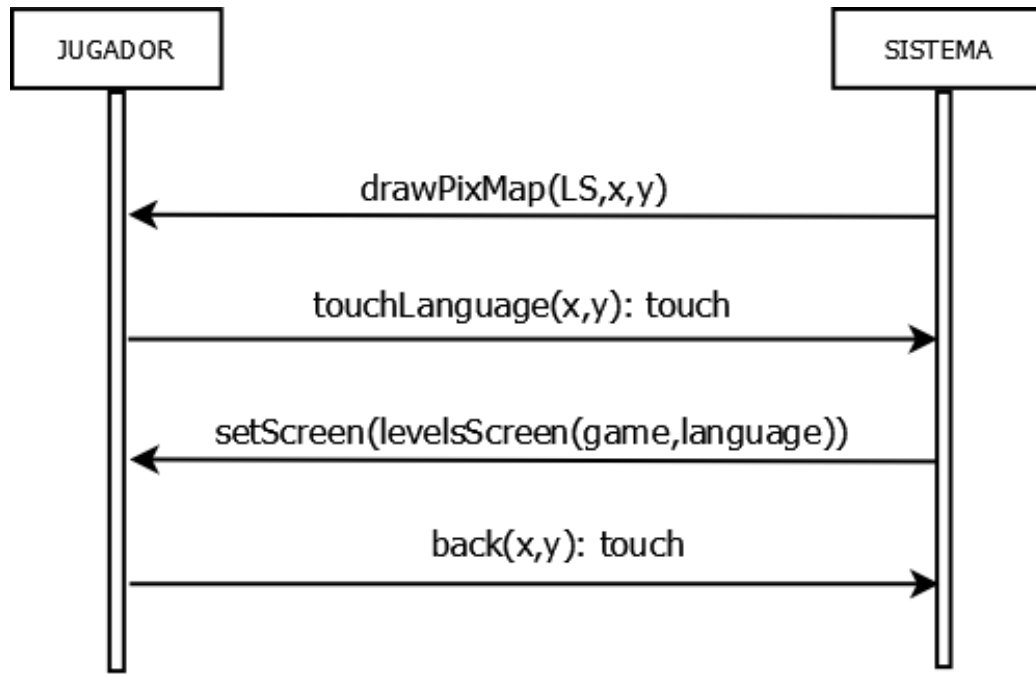 JUGADOR
SISTEMA
drawPixMap(LS,x,y)
touchLanguage(x,y): touch
setScreen(levelsScreen(game,language))
back(x,y): touch